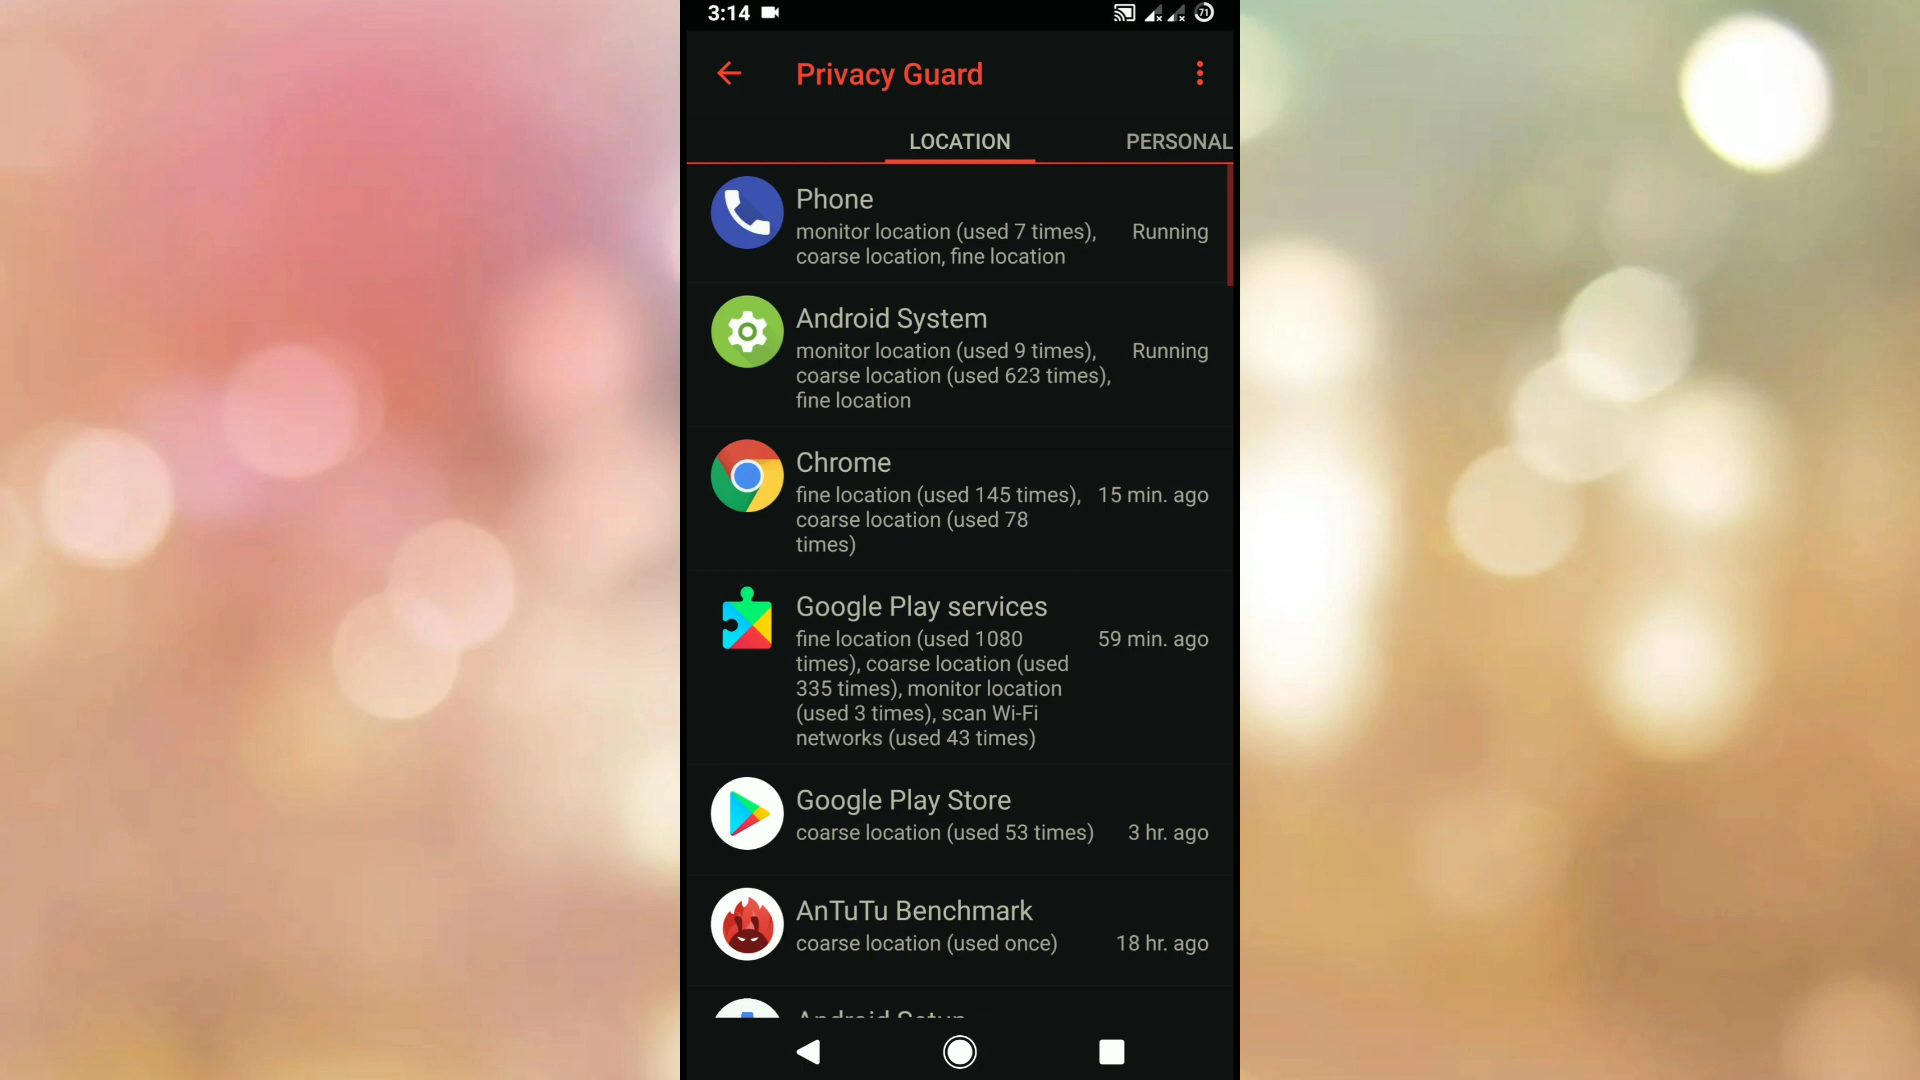 3:14
71
Privacy Guard
LOCATION
PERSONAL
Phone
monitor location (used 7 times),
coarse location, fine location
Running
Android System
monitor location (used 9 times),
coarse location (used 623 times),
fine location
Running
Chrome
fine location (used 145 times),
coarse location (used 78
times)
15 min. ago
Google Play services
fine location (used 1080
times), coarse location (used
335 times), monitor location
(used 3 times), scan Wi-Fi
networks (used 43 times)
59 min. ago
Google Play Store
coarse location (used 53 times)
3 hr. ago
AnTuTu Benchmark
coarse location (used once)
18 hr. ago
Android Setup